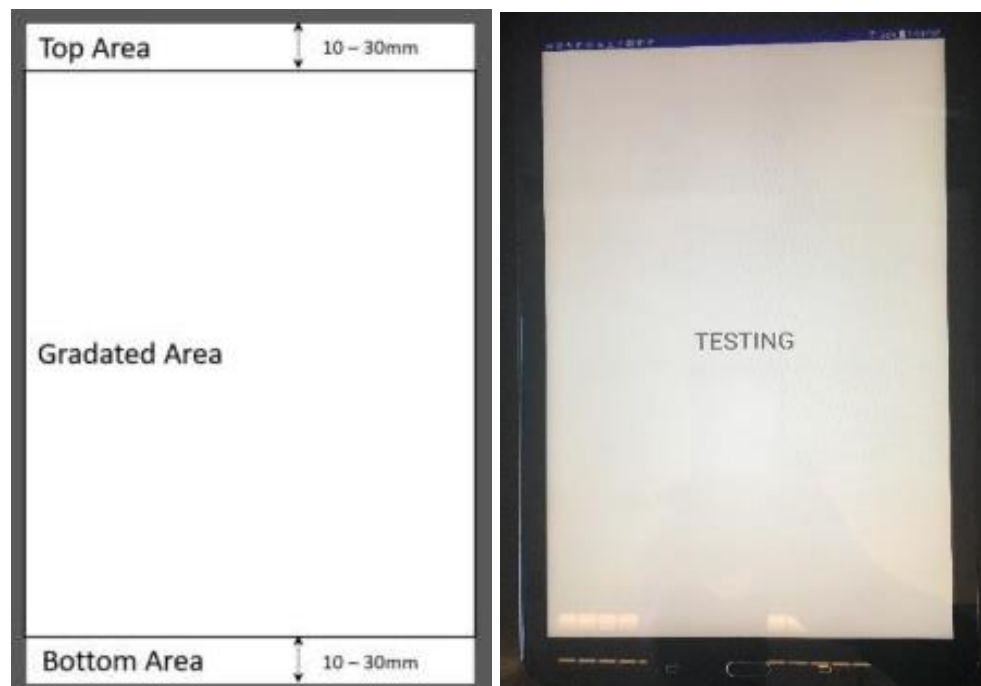 Top Area
10 – 30mm
Gradated Area
Bottom Area
10 – 30mm
TESTING